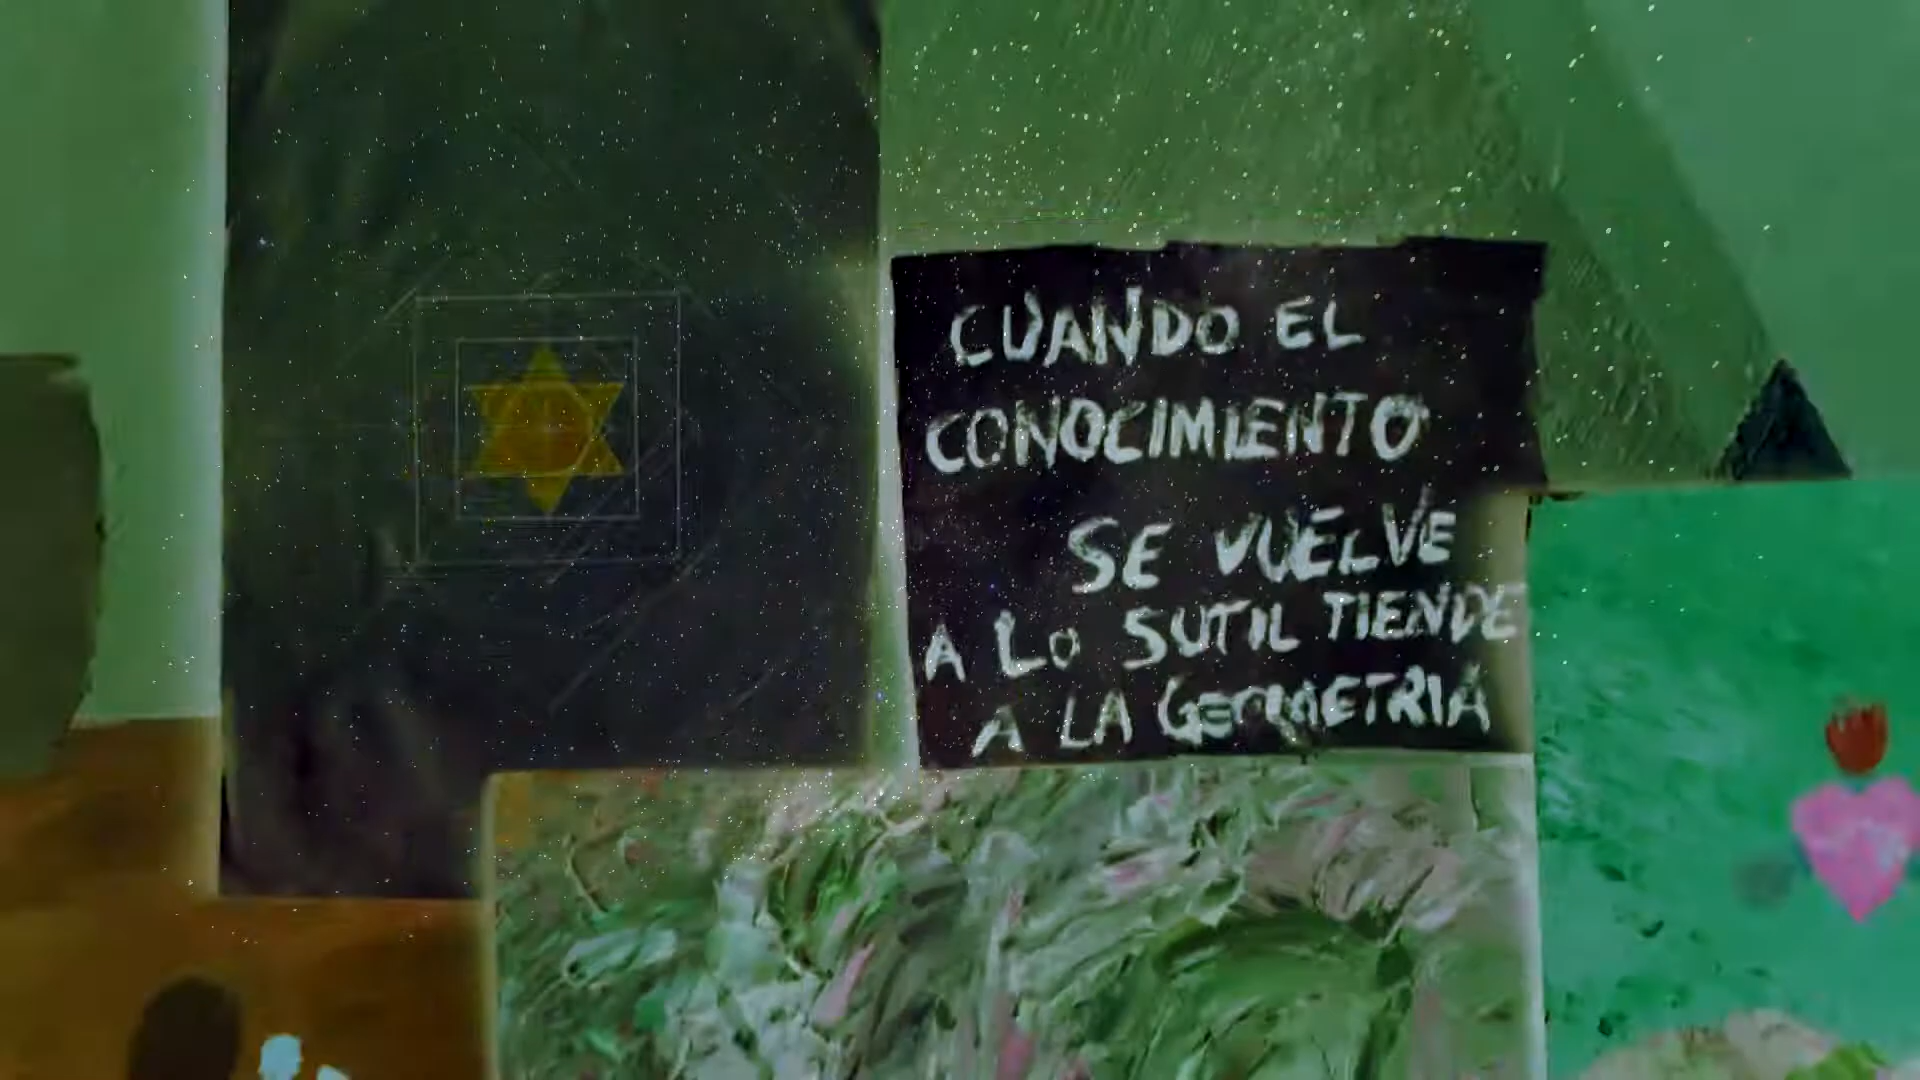 CUANDO EL
CONOCIMIENTO
SE VUELVE
A LO SUTIL TIENDE
A LA GEOMETRIA